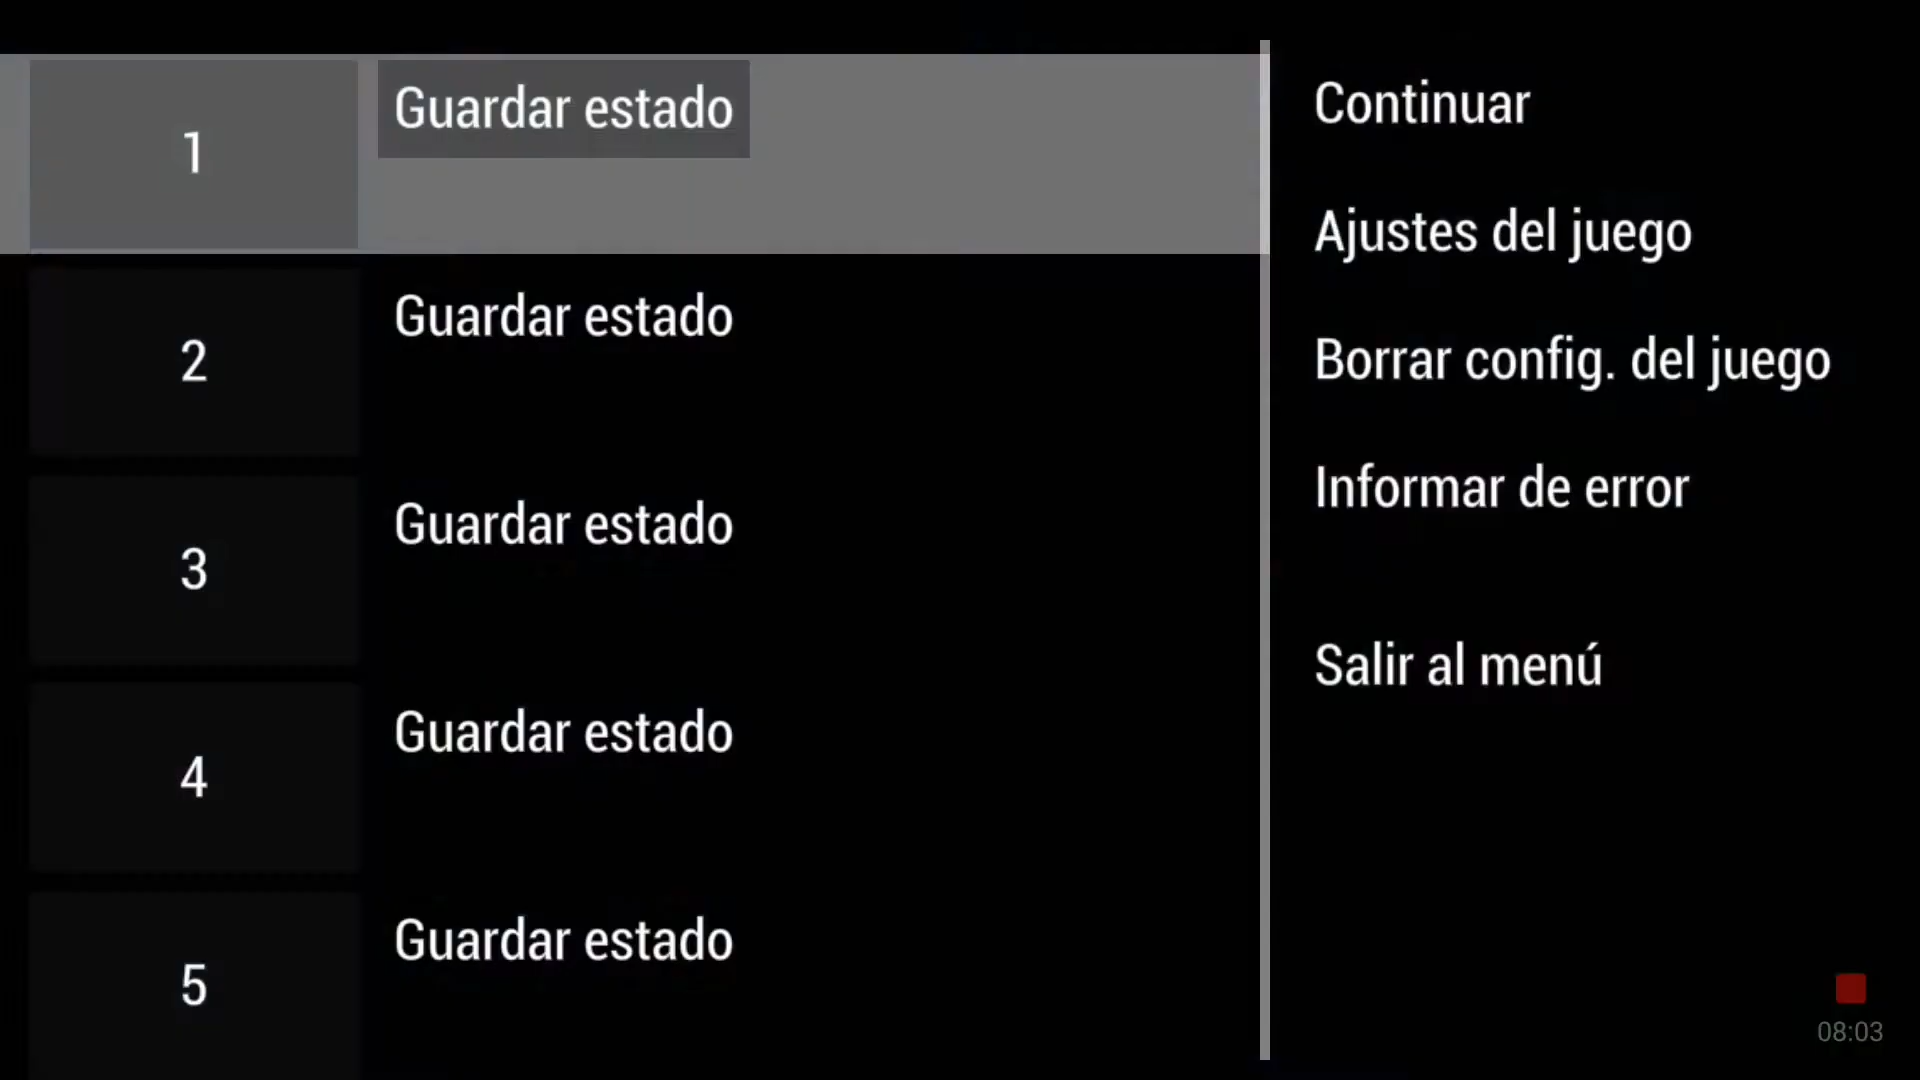 1
Guardar estado
2
Guardar estado
3
Guardar estado
4
Guardar estado
5
Guardar estado
Continuar
Ajustes del juego
Borrar config. del juego
Informar de error
Salir al menú
08:03